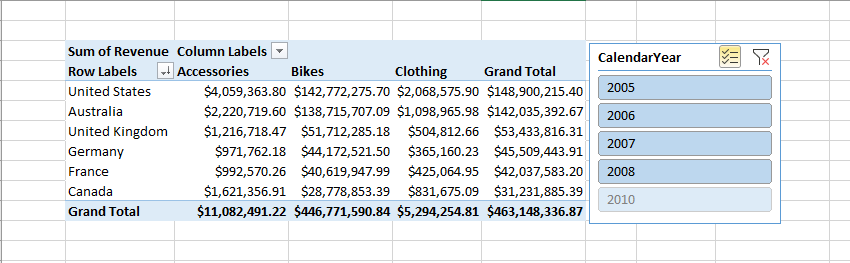 Sum of Revenue Column Labels
Row Labels Accessories Bikes Clothing Grand Total
United States $4,059,363.80 $142,772,275.70 $2,068,575.90 $148,900,215.40
Australia $2,220,719.60 $138,715,707.09 $1,098,965.98 $142,035,392.67
United Kingdom $1,216,718.47 $51,712,285.18 $504,812.66 $53,433,816.31
Germany $971,762.18 $44,172,521.50 $365,160.23 $45,509,443.91
France $992,570.26 $40,619,947.99 $425,064.95 $42,037,583.20
Canada $1,621,356.91 $28,778,853.39 $831,675.09 $31,231,885.39
Grand Total $11,082,491.22 $446,771,590.84 $5,294,254.81 $463,148,336.87
CalendarYear
2005
2006
2007
2008
2010